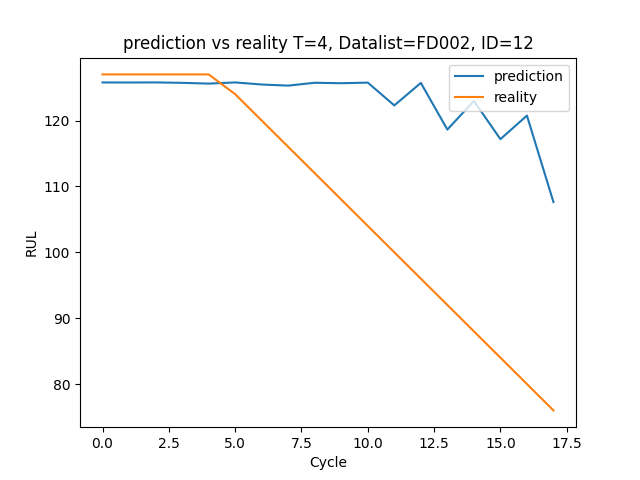 prediction vs reality T=4, Datalist=FD002, ID=12
prediction
reality
120
110
100
90
80
RUL
0.0 2.5 5.0 7.5 10.0 12.5 15.0 17.5
Cycle